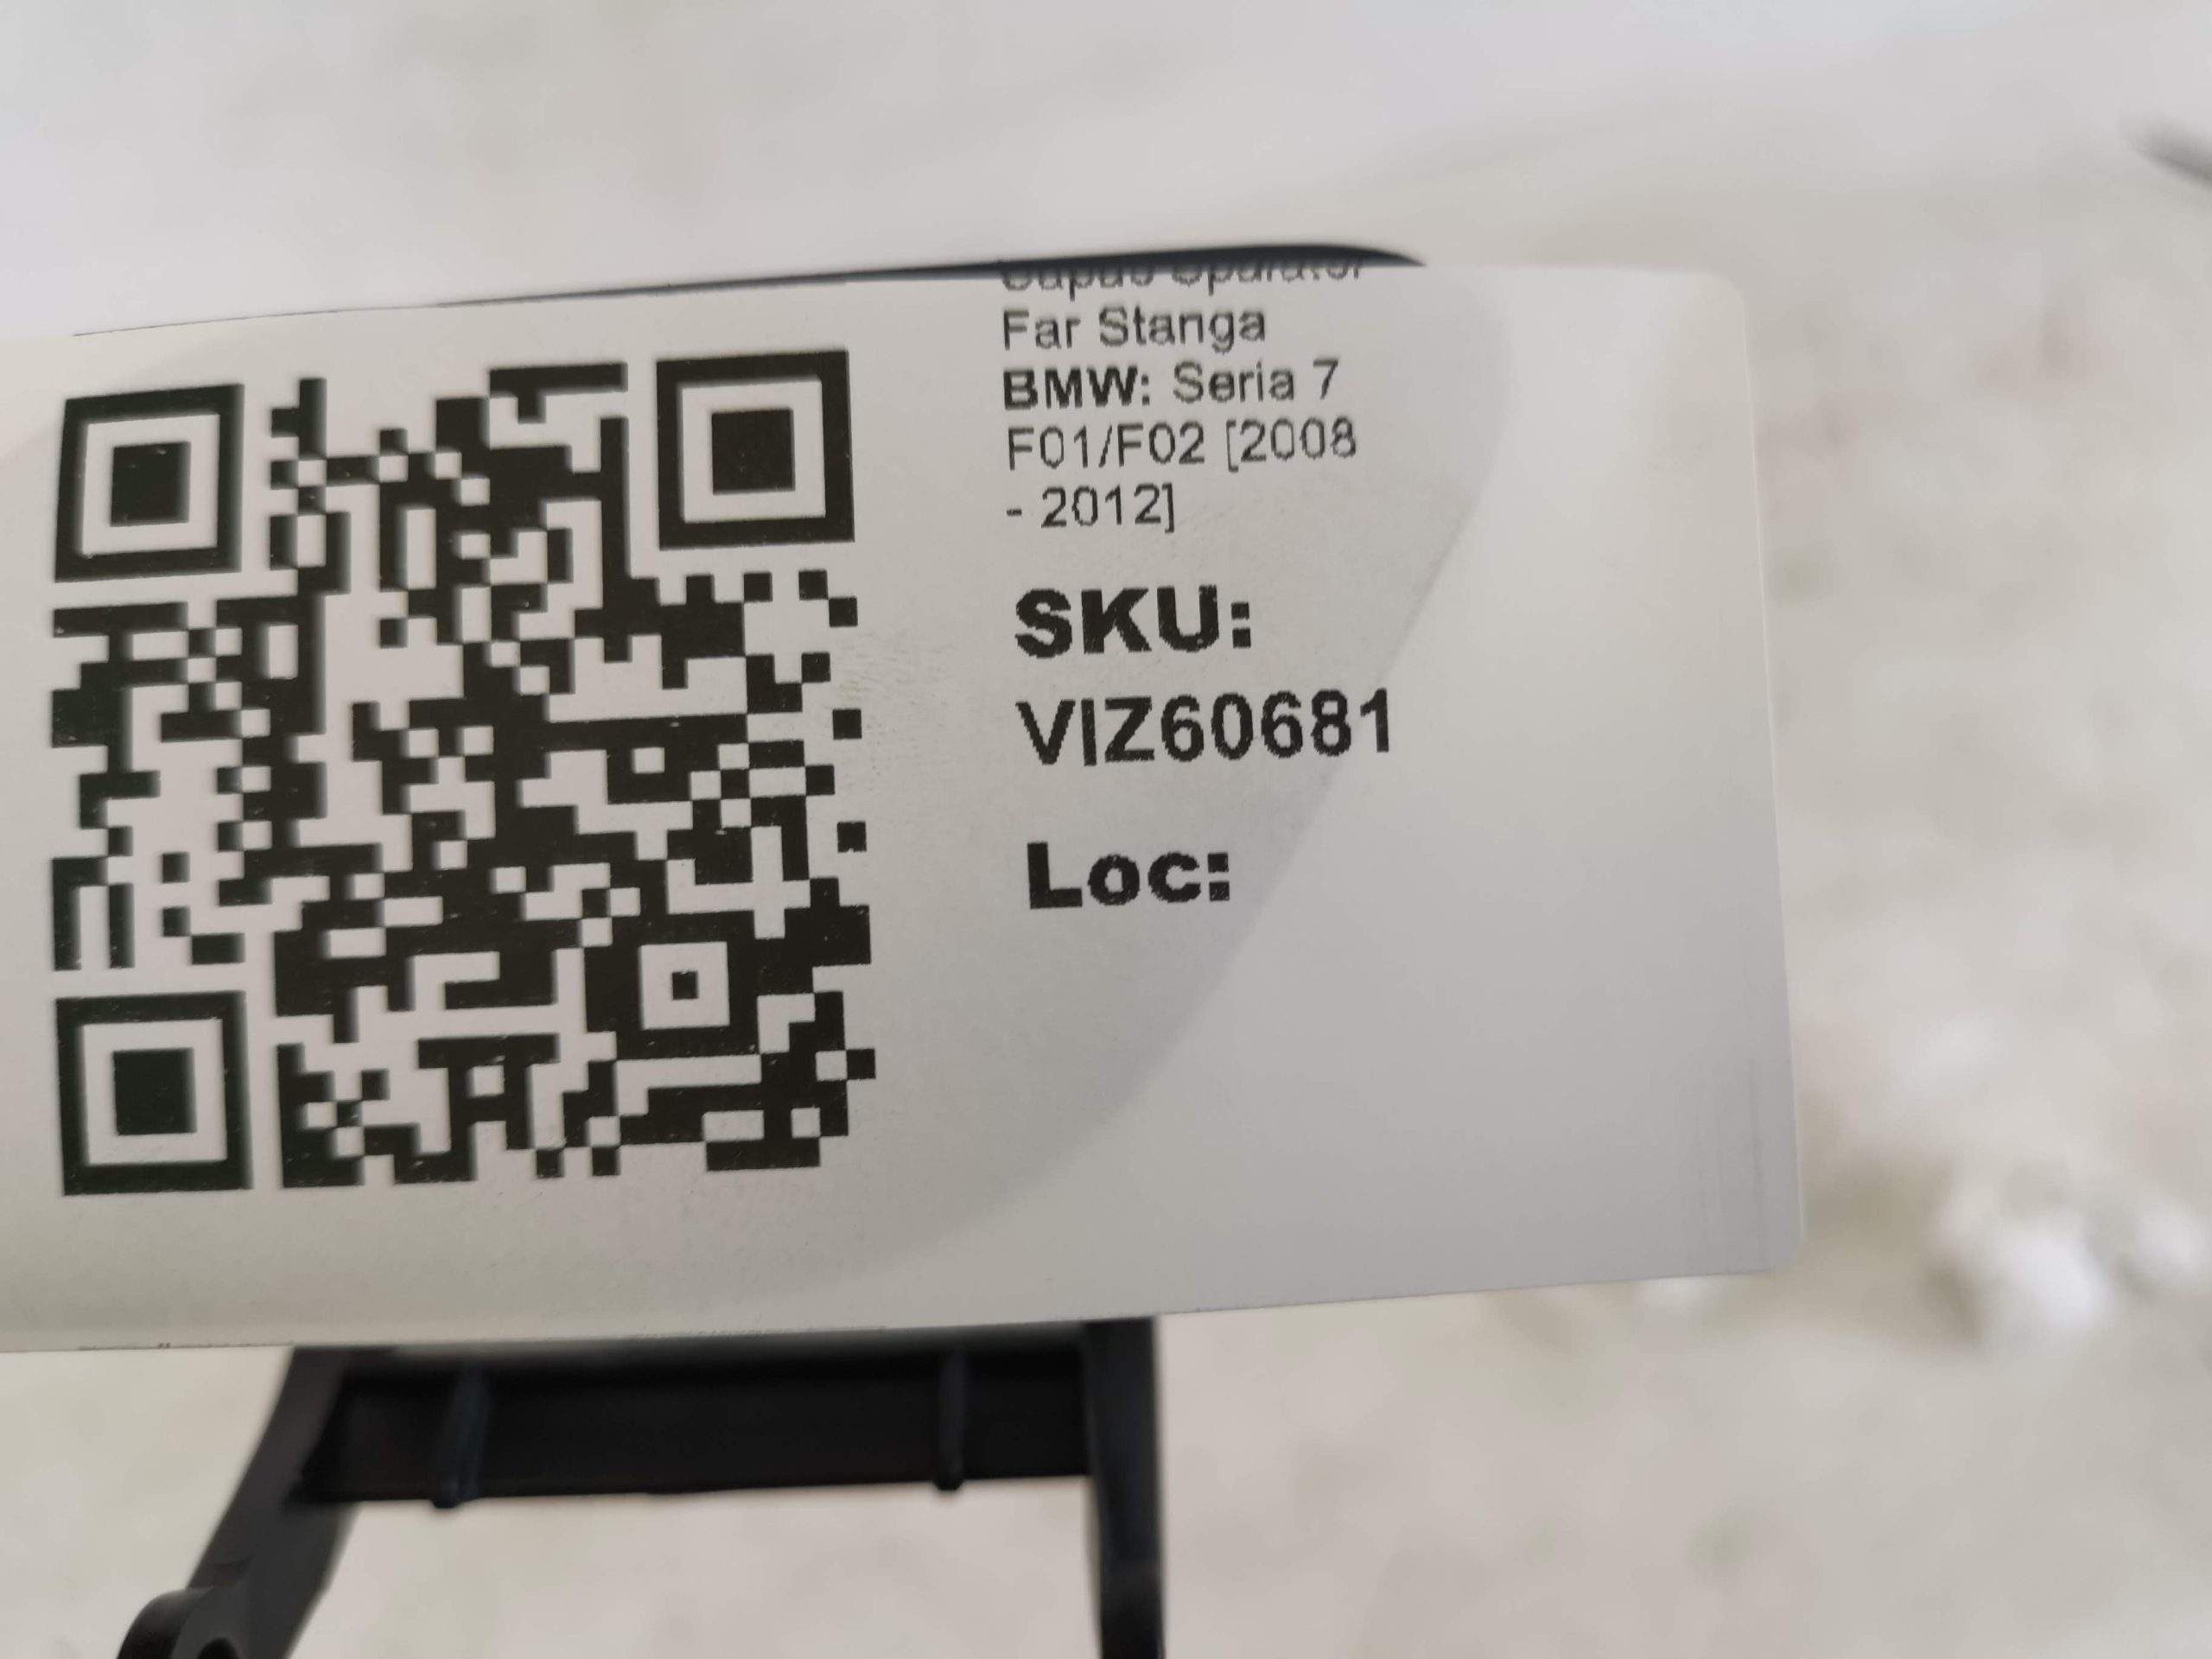 Far Stanga
BMW: Seria 7
F01/F02 [2008
- 2012]
SKU:
VIZ60681
Loc: